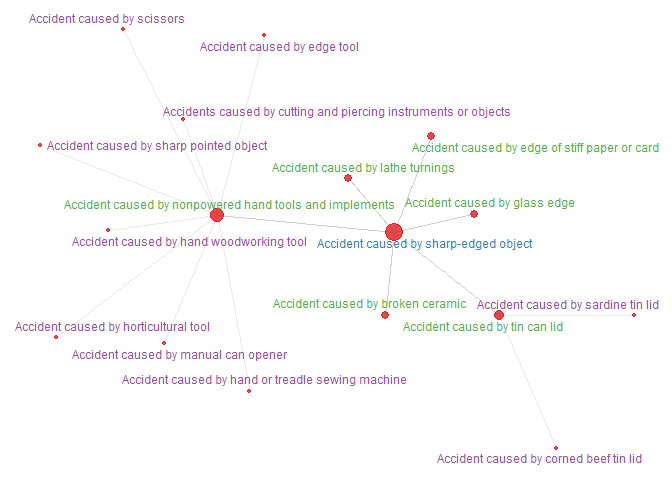 Accident caused by scissors
Accident caused by edge tool
Accidents caused by cutting and piercing instruments or objects
Accident caused by sharp pointed object
Accident caused by edge of stiff paper or card
Accident caused by lathe turnings
Accident caused by nonpowered hand tools and implements
Accident caused by glass edge
Accident caused by hand woodworking tool
Accident caused by sharp-edged object
Accident caused by broken ceramic
Accident caused by sardine tin lid
Accident caused by horticultural tool
Accident caused by tin can lid
Accident caused by manual can opener
Accident caused by hand or treadle sewing machine
Accident caused by corned beef tin lid